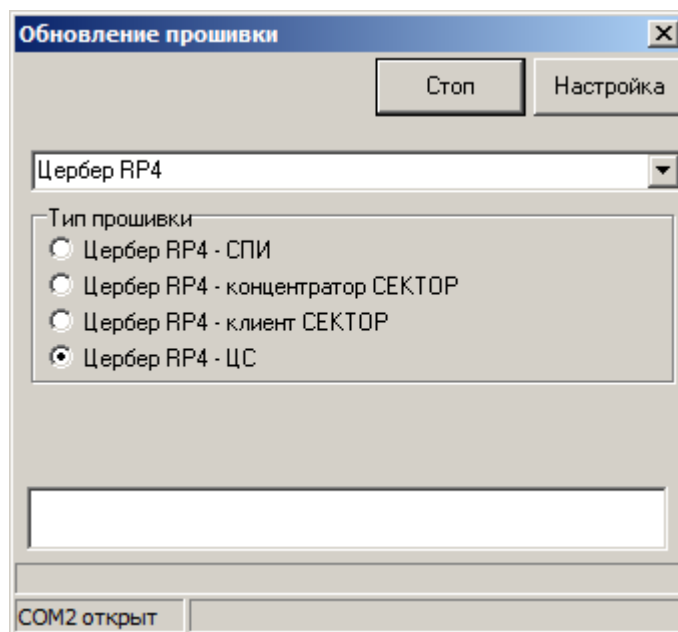 Обновление прошивки
Стоп
Настройка
Цербер RP4
Тип прошивки
Цербер RP4 - СПИ
Цербер RP4 - концентратор СЕКТОР
Цербер RP4 - клиент СЕКТОР
Цербер RP4 - ЦС
COM2 открыт